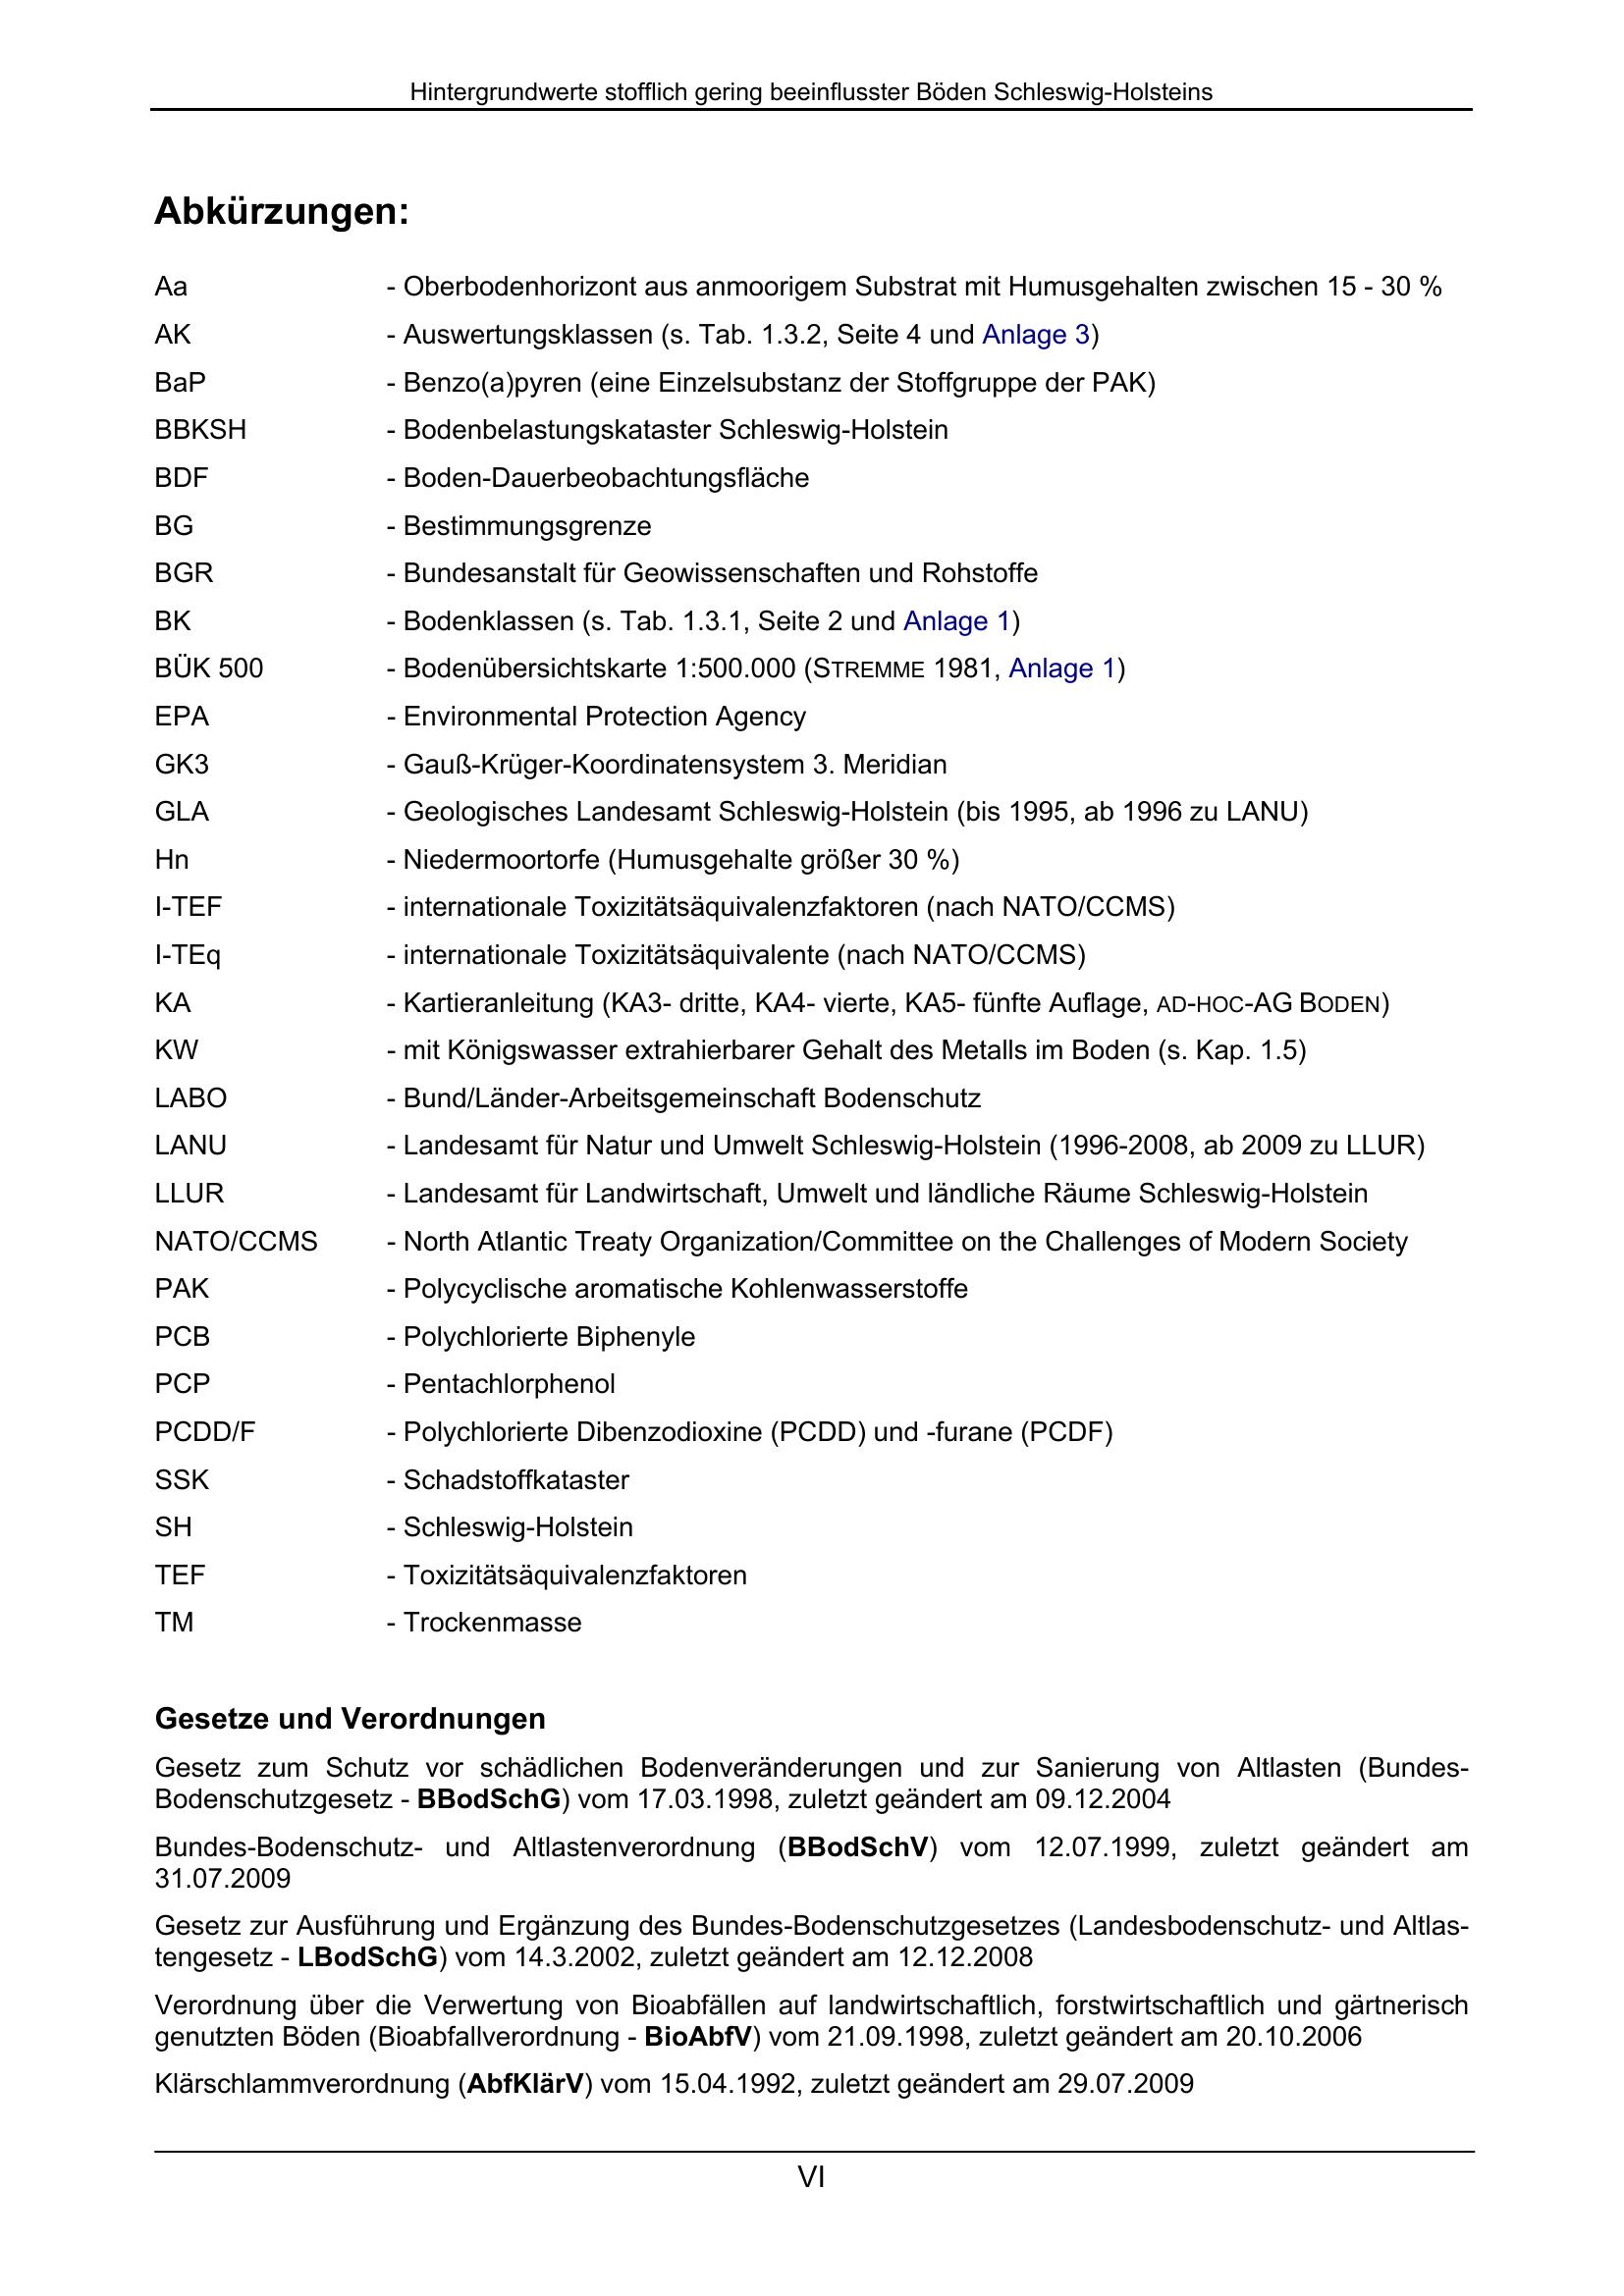 Hintergrundwerte stofflich gering beeinflusster Böden Schleswig-Holsteins
Abkürzungen:
Aa - Oberbodenhorizont aus anmoorigem Substrat mit Humusgehalten zwischen 15 - 30 %
AK - Auswertungsklassen (s. Tab. 1.3.2, Seite 4 und Anlage 3)
BaP - Benzo(a)pyren (eine Einzelsubstanz der Stoffgruppe der PAK)
BBKSH - Bodenbelastungskataster Schleswig-Holstein
BDF - Boden-Dauerbeobachtungsfläche
BG - Bestimmungsgrenze
BGR - Bundesanstalt für Geowissenschaften und Rohstoffe
BK - Bodenklassen (s. Tab. 1.3.1, Seite 2 und Anlage 1)
BÜK 500 - Bodenübersichtskarte 1:500.000 (STREMME 1981, Anlage 1)
EPA - Environmental Protection Agency
GK3 - Gauß-Krüger-Koordinatensystem 3. Meridian
GLA - Geologisches Landesamt Schleswig-Holstein (bis 1995, ab 1996 zu LANU)
Hn - Niedermoortorfe (Humusgehalte größer 30 %)
I-TEF - internationale Toxizitätsäquivalenzfaktoren (nach NATO/CCMS)
I-TEq - internationale Toxizitätsäquivalente (nach NATO/CCMS)
KA - Kartieranleitung (KA3- dritte, KA4- vierte, KA5- fünfte Auflage, AD-HOC-AG BODEN)
KW - mit Königswasser extrahierbarer Gehalt des Metalls im Boden (s. Kap. 1.5)
LABO - Bund/Länder-Arbeitsgemeinschaft Bodenschutz
LANU - Landesamt für Natur und Umwelt Schleswig-Holstein (1996-2008, ab 2009 zu LLUR)
LLUR - Landesamt für Landwirtschaft, Umwelt und ländliche Räume Schleswig-Holstein
NATO/CCMS - North Atlantic Treaty Organization/Committee on the Challenges of Modern Society
PAK - Polycyclische aromatische Kohlenwasserstoffe
PCB - Polychlorierte Biphenyle
PCP - Pentachlorphenol
PCDD/F - Polychlorierte Dibenzodioxine (PCDD) und -furane (PCDF)
SSK - Schadstoffkataster
SH - Schleswig-Holstein
TEF - Toxizitätsäquivalenzfaktoren
TM - Trockenmasse
Gesetze und Verordnungen
Gesetz zum Schutz vor schädlichen Bodenveränderungen und zur Sanierung von Altlasten (Bundes-
Bodenschutzgesetz - BBodSchG) vom 17.03.1998, zuletzt geändert am 09.12.2004
Bundes-Bodenschutz- und Altlastenverordnung (BBodSchV) vom 12.07.1999, zuletzt geändert am
31.07.2009
Gesetz zur Ausführung und Ergänzung des Bundes-Bodenschutzgesetzes (Landesbodenschutz- und Altlas-
tengesetz - LBodSchG) vom 14.3.2002, zuletzt geändert am 12.12.2008
Verordnung über die Verwertung von Bioabfällen auf landwirtschaftlich, forstwirtschaftlich und gärtnerisch
genutzten Böden (Bioabfallverordnung - BioAbfV) vom 21.09.1998, zuletzt geändert am 20.10.2006
Klärschlammverordnung (AbfKlärV) vom 15.04.1992, zuletzt geändert am 29.07.2009
VI